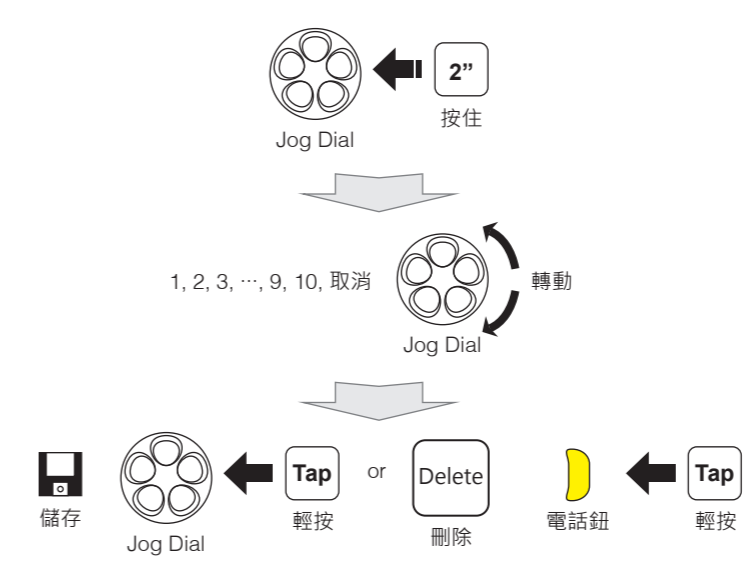 2”
按住
Jog Dial
1, 2, 3, ⋯, 9, 10, 取消
轉動
Jog Dial
儲存
Jog Dial
Tap
輕按
or
Delete
刪除
電話鈕
Tap
輕按